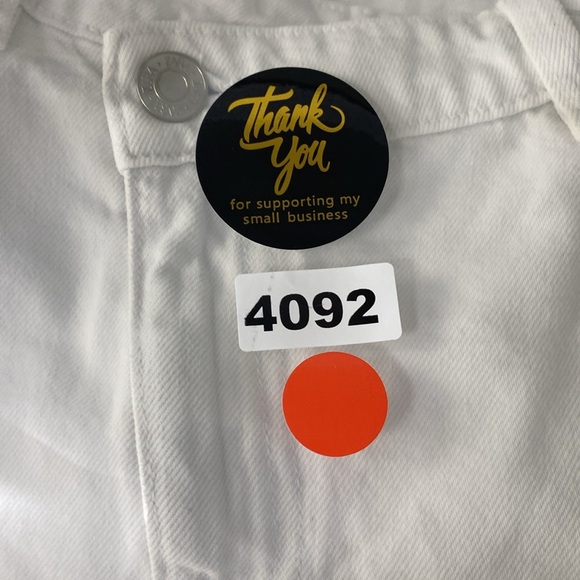 Thank
you
for supporting my
small business
4092